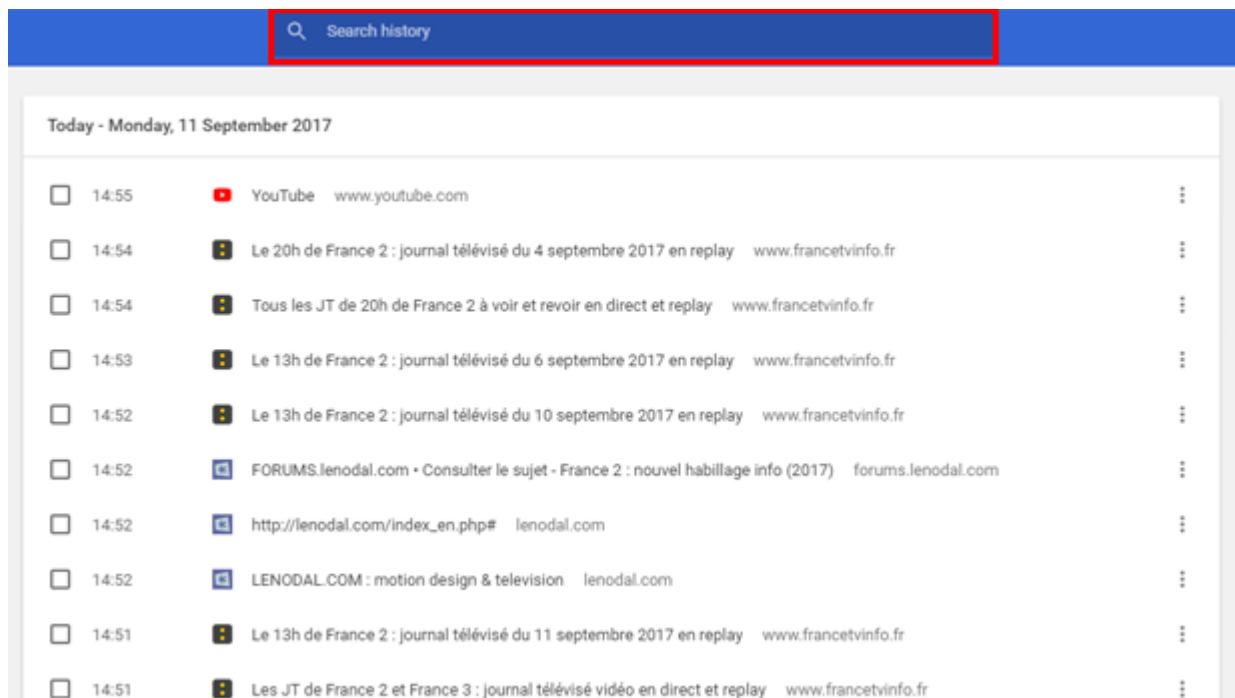 Search history
Today - Monday, 11 September 2017
14:55 YouTube www.youtube.com
14:54 Le 20h de France 2 : journal télévisé du 4 septembre 2017 en replay www.francetvinfo.fr
14:54 Tous les JT de 20h de France 2 à voir et revoir en direct et replay www.francetvinfo.fr
14:53 Le 13h de France 2 : journal télévisé du 6 septembre 2017 en replay www.francetvinfo.fr
14:52 Le 13h de France 2 : journal télévisé du 10 septembre 2017 en replay www.francetvinfo.fr
14:52 FORUMS.lenodal.com • Consulter le sujet - France 2 : nouvel habillage info (2017) forums.lenodal.com
14:52 http://lenodal.com/index_en.php# lenodal.com
14:52 LENODAL.COM : motion design & television lenodal.com
14:51 Le 13h de France 2 : journal télévisé du 11 septembre 2017 en replay www.francetvinfo.fr
14:51 Les JT de France 2 et France 3 : journal télévisé vidéo en direct et replay www.francetvinfo.fr